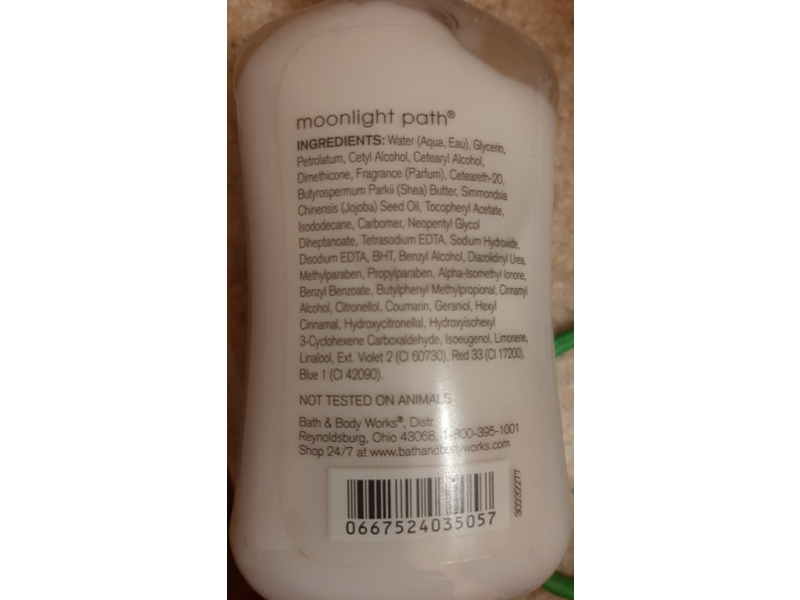 moonlight path®
INGREDIENTS: Water (Aqua, Eau), Glycerin,
Petrolatum, Cetyl Alcohol, Cetearyl Alcohol,
Dimethicone, Fragrance (Parfum), Ceteareth-20,
Butyrospermum Parkii (Shea) Butter, Simmondsia
Chinensis (Jojoba) Seed Oil, Tocopheryl Acetate,
Isododecane, Carbomer, Neopentyl Glycol
Diheptanoate, Tetrasodium EDTA, Sodium Hydroxide,
Disodium EDTA, BHT, Benzyl Alcohol, Diazolidinyl Urea,
Methylparaben, Propylparaben, Alpha-Isomethyl Ionone,
Benzyl Benzoate, Butylphenyl Methylpropional, Cinnamyl
Alcohol, Citronellol, Coumarin, Geraniol, Hexyl
Cinnamal, Hydroxycitronellal, Hydroxyisohexyl
3-Cyclohexene Carboxaldehyde, Isoeugenol, Limonene,
Linalool, Ext. Violet 2 (CI 60730), Red 33 (CI 17200),
Blue 1 (CI 42090).
NOT TESTED ON ANIMALS
Bath & Body Works®, Distr.
Reynoldsburg, Ohio 43068, 1-800-395-1001
Shop 24/7 at www.bathandbodyworks.com
0667524035057